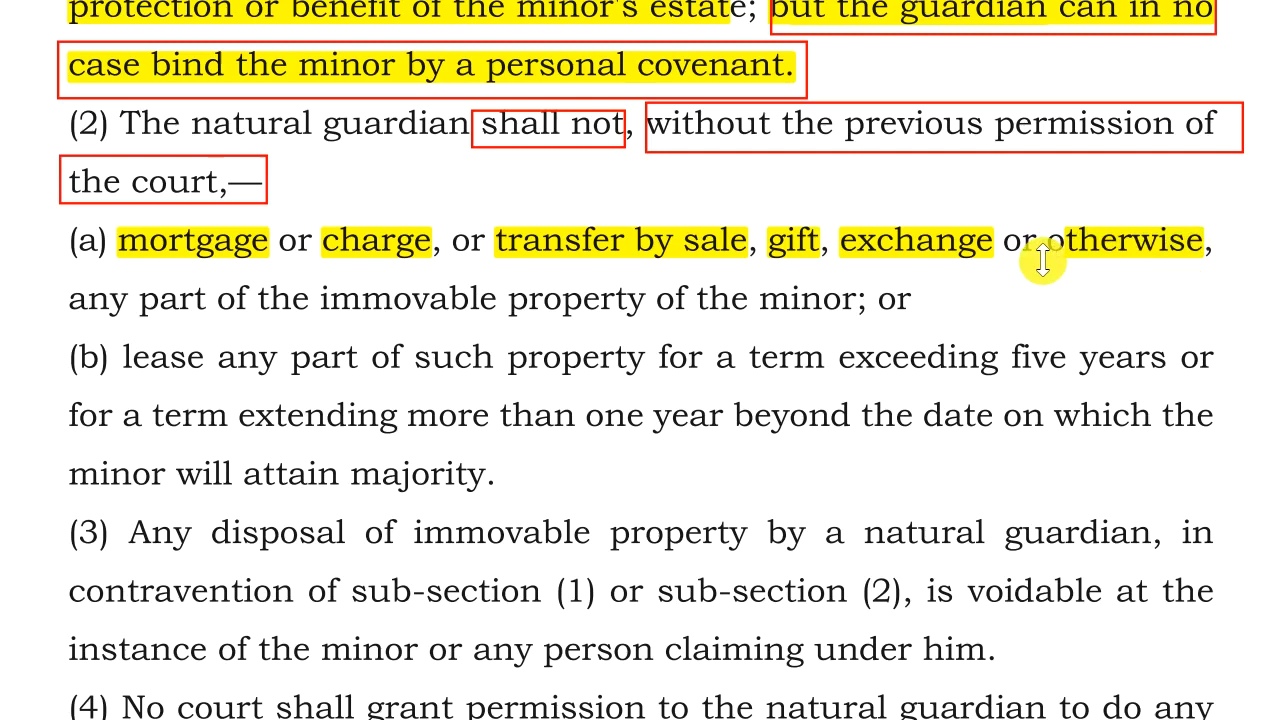 protection or benefit of the minor's estate; but the guardian can in no
case bind the minor by a personal covenant.
(2) The natural guardian shall not, without the previous permission of
the court,—
(a) mortgage or charge, or transfer by sale, gift, exchange or otherwise,
any part of the immovable property of the minor; or
(b) lease any part of such property for a term exceeding five years or
for a term extending more than one year beyond the date on which the
minor will attain majority.
(3) Any disposal of immovable property by a natural guardian, in
contravention of sub-section (1) or sub-section (2), is voidable at the
instance of the minor or any person claiming under him.
(4) No court shall grant permission to the natural guardian to do any